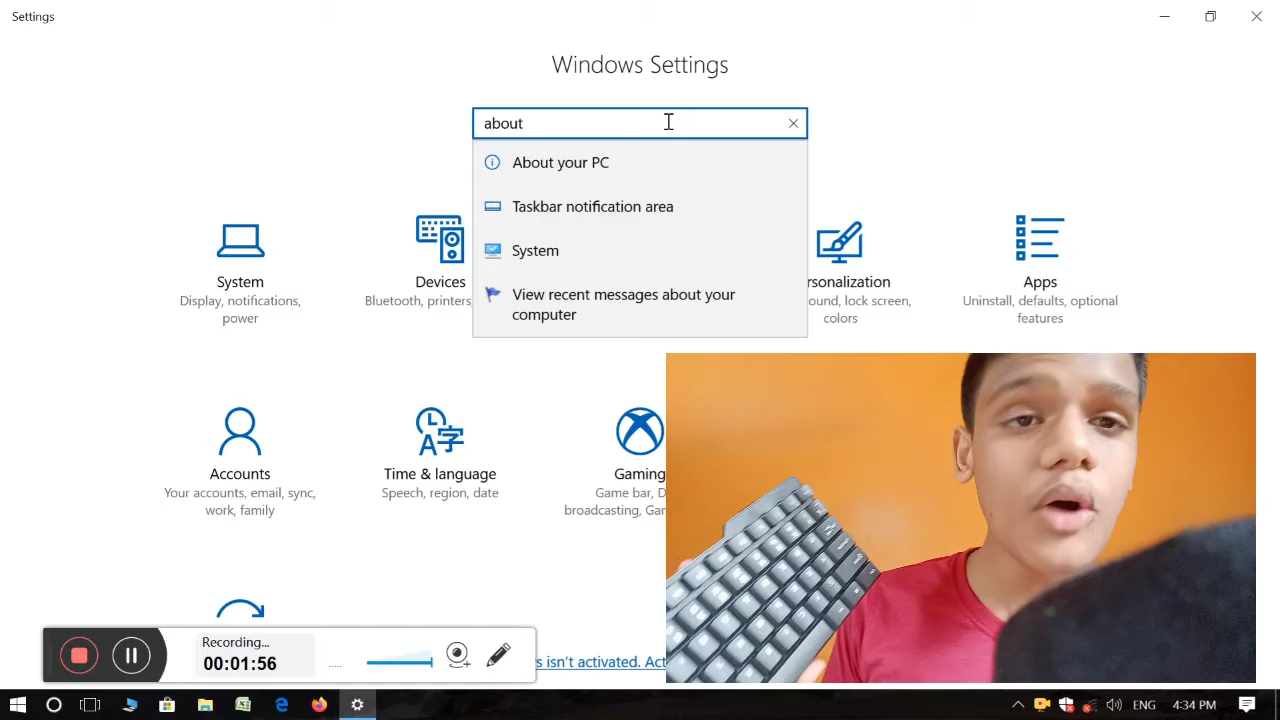 Settings
Windows Settings
about
About your PC
Taskbar notification area
System
View recent messages about your
computer
System
Display, notifications,
power
Devices
Bluetooth, printers,
rsonalization
ound, lock screen,
colors
Apps
Uninstall, defaults, optional
features
Accounts
Your accounts, email, sync,
work, family
Time & language
Speech, region, date
Gaming
Game bar, D
broadcasting, Gam
Recording...
00:01:56
.....
s isn't activated. Act
ENG
4:34 PM